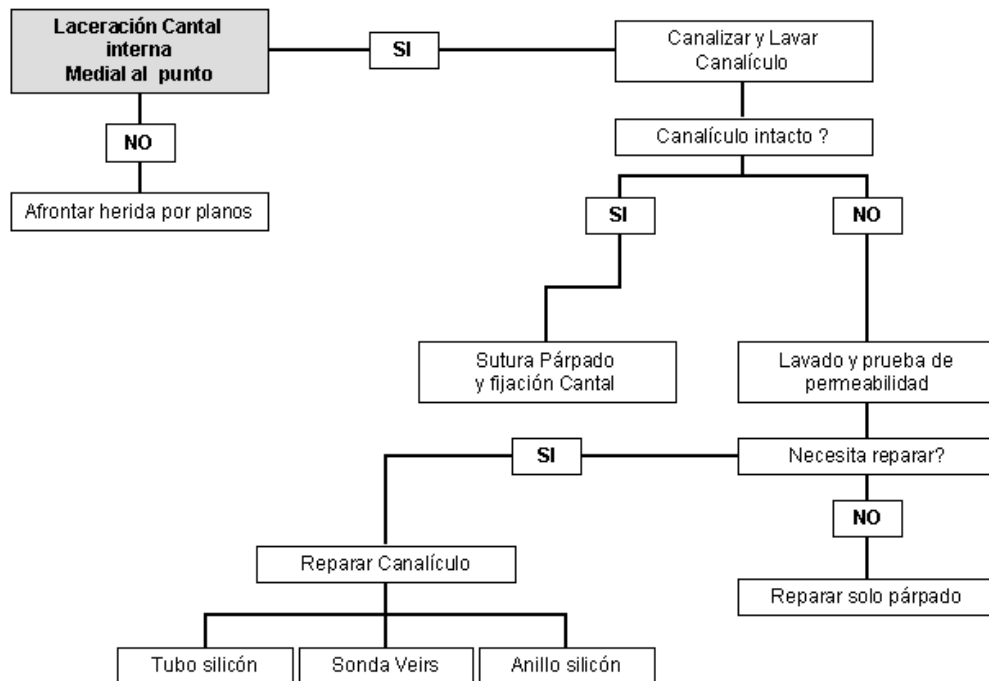 Laceración Cantal
interna
Medial al punto
SI
Canalizar y Lavar
Canalículo
NO
Canalículo intacto ?
Afrontar herida por planos
SI
NO
Sutura Párpado
y fijación Cantal
Lavado y prueba de
permeabilidad
SI
Necesita reparar?
NO
Reparar Canalículo
Reparar solo párpado
Tubo silicón
Sonda Veirs
Anillo silicón